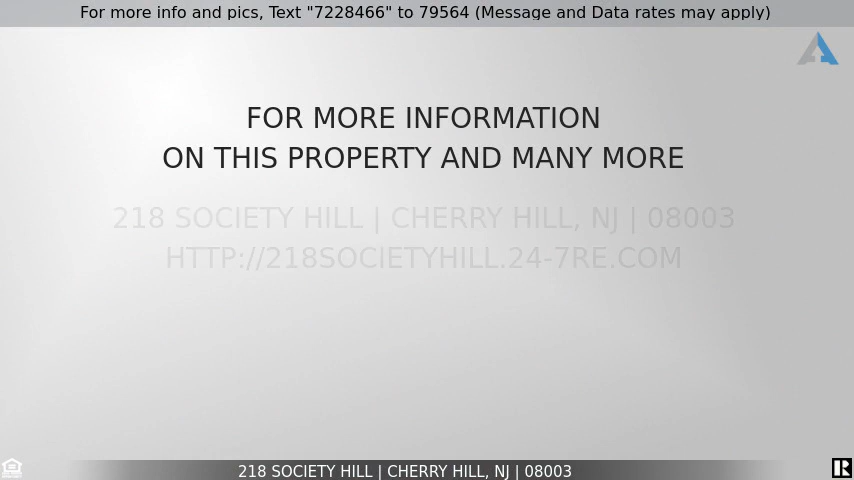 For more info and pics, Text "7228466" to 79564 (Message and Data rates may apply)
FOR MORE INFORMATION
ON THIS PROPERTY AND MANY MORE
218 SOCIETY HILL | CHERRY HILL, NJ | 08003
HTTP://218SOCIETYHILL.24-7RE.COM
218 SOCIETY HILL | CHERRY HILL, NJ | 08003